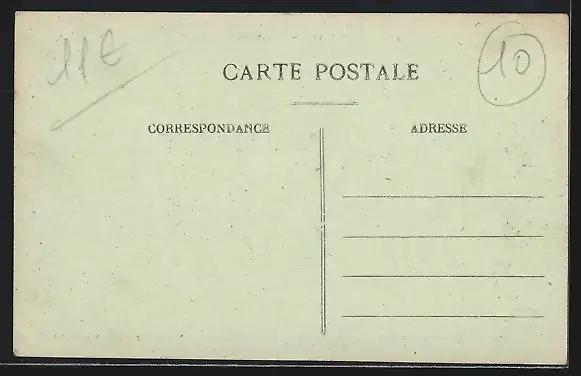 11€
10
CARTE POSTALE
CORRESPONDANCE
ADRESSE